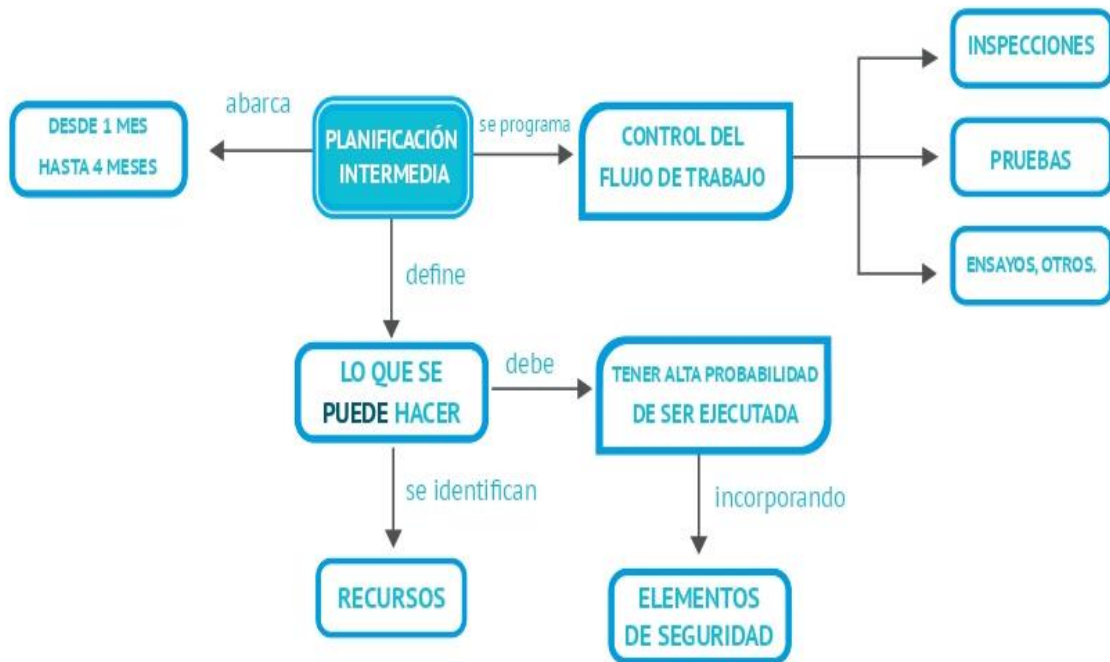 INSPECCIONES
abarca
DESDE 1 MES
HASTA 4 MESES
PLANIFICACIÓN
INTERMEDIA
se programa
CONTROL DEL
FLUJO DE TRABAJO
PRUEBAS
ENSAYOS, OTROS.
define
LO QUE SE
PUEDE HACER
debe
TENER ALTA PROBABILIDAD
DE SER EJECUTADA
se identifican
incorporando
RECURSOS
ELEMENTOS
DE SEGURIDAD